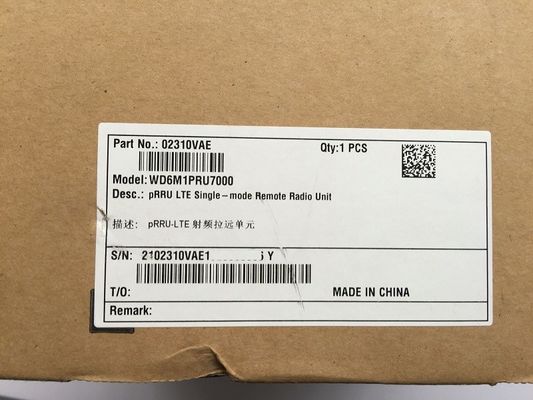 Part No.: 02310VAE Qty:1 PCS
Model: WD6M1PRU7000
Desc.: pRRU LTE Single-mode Remote Radio Unit
描述: pRRU-LTE 射频拉远单元
S/N: 2102310VAE1 Y
T/O: MADE IN CHINA
Remark: